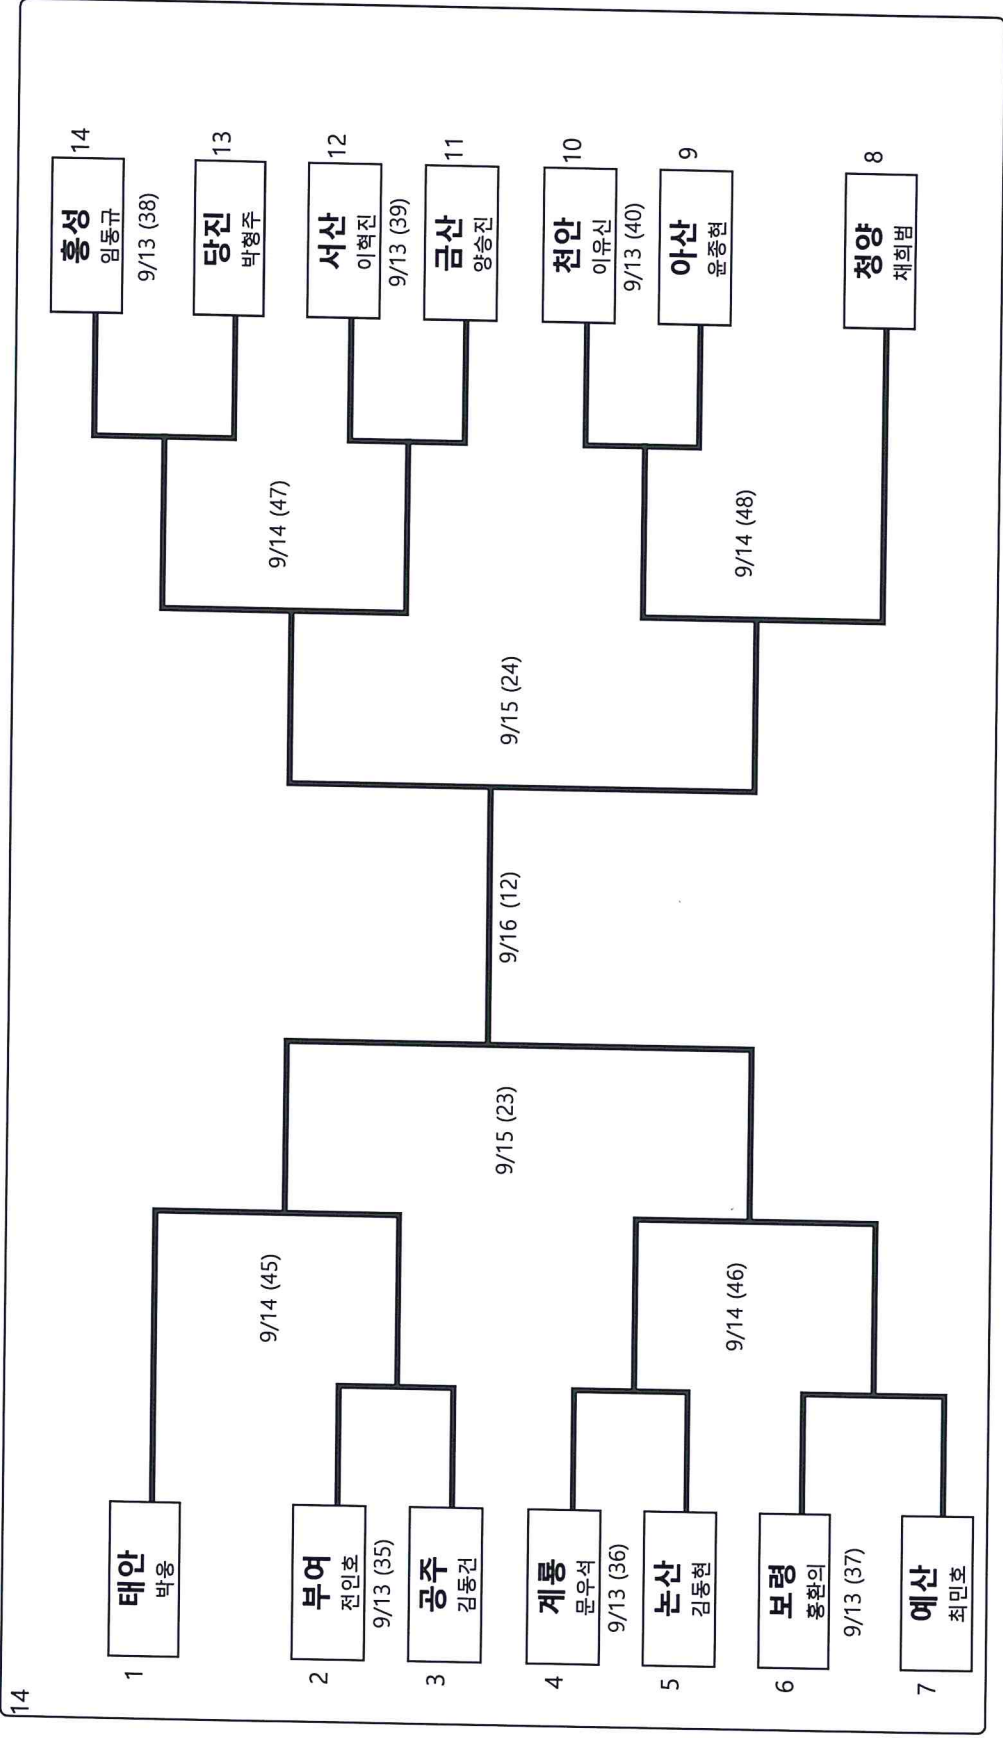 14
1
태안
박웅
2
부여
전인호
9/13 (35)
3
공주
김동건
4
계룡
문우석
9/13 (36)
5
논산
김동현
6
보령
홍환의
9/13 (37)
7
예산
최민호
9/14 (45)
9/14 (46)
9/15 (23)
9/16 (12)
9/15 (24)
9/14 (47)
9/14 (48)
14
홍성
임동규
9/13 (38)
13
당진
박형주
12
서산
이혁진
9/13 (39)
11
금산
양승진
10
천안
이유신
9/13 (40)
9
아산
윤종현
8
청양
채희범